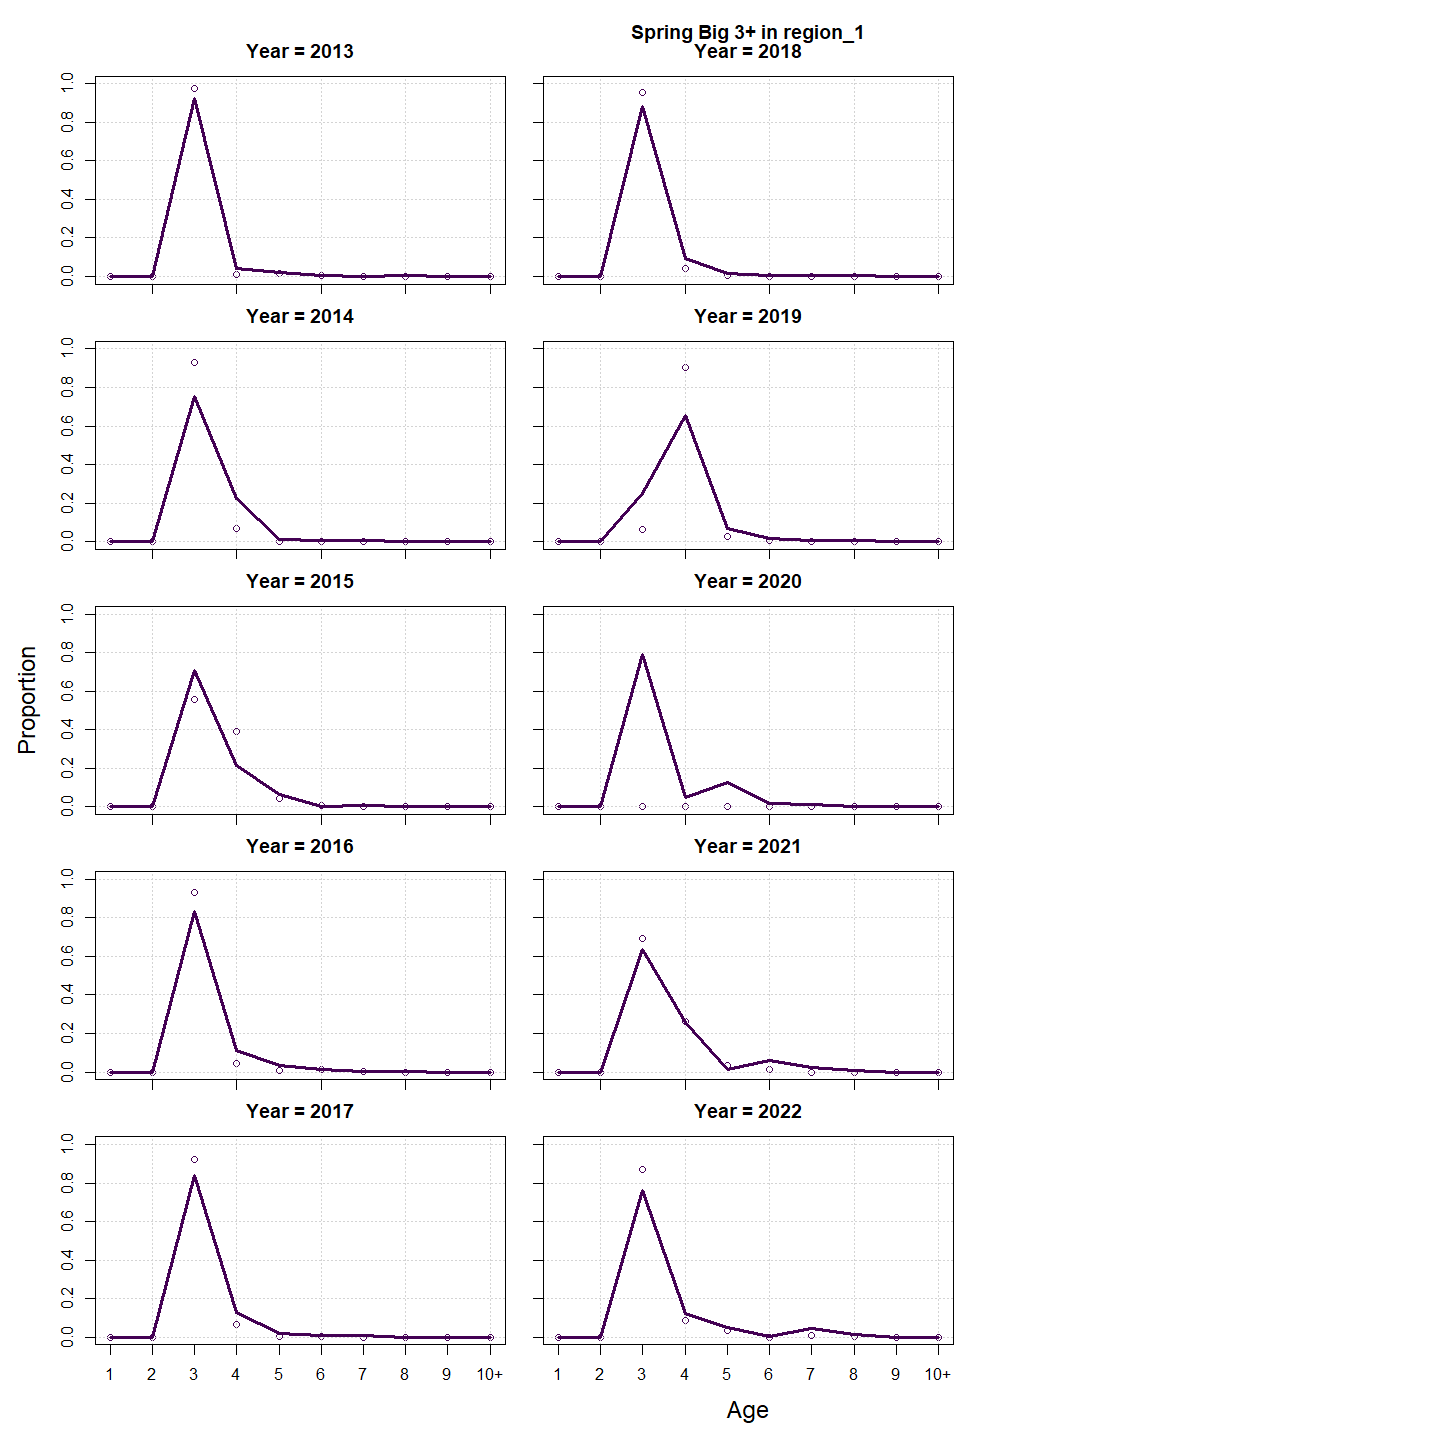 Spring Big 3+ in region_1
Year = 2013
Year = 2018
0.0 0.2 0.4 0.6 0.8 1.0
Year = 2014
Year = 2019
0.0 0.2 0.4 0.6 0.8 1.0
Year = 2015
Year = 2020
0.0 0.2 0.4 0.6 0.8 1.0
Proportion
Year = 2016
Year = 2021
0.0 0.2 0.4 0.6 0.8 1.0
Year = 2017
Year = 2022
0.0 0.2 0.4 0.6 0.8 1.0
1 2 3 4 5 6 7 8 9 10+
1 2 3 4 5 6 7 8 9 10+
Age